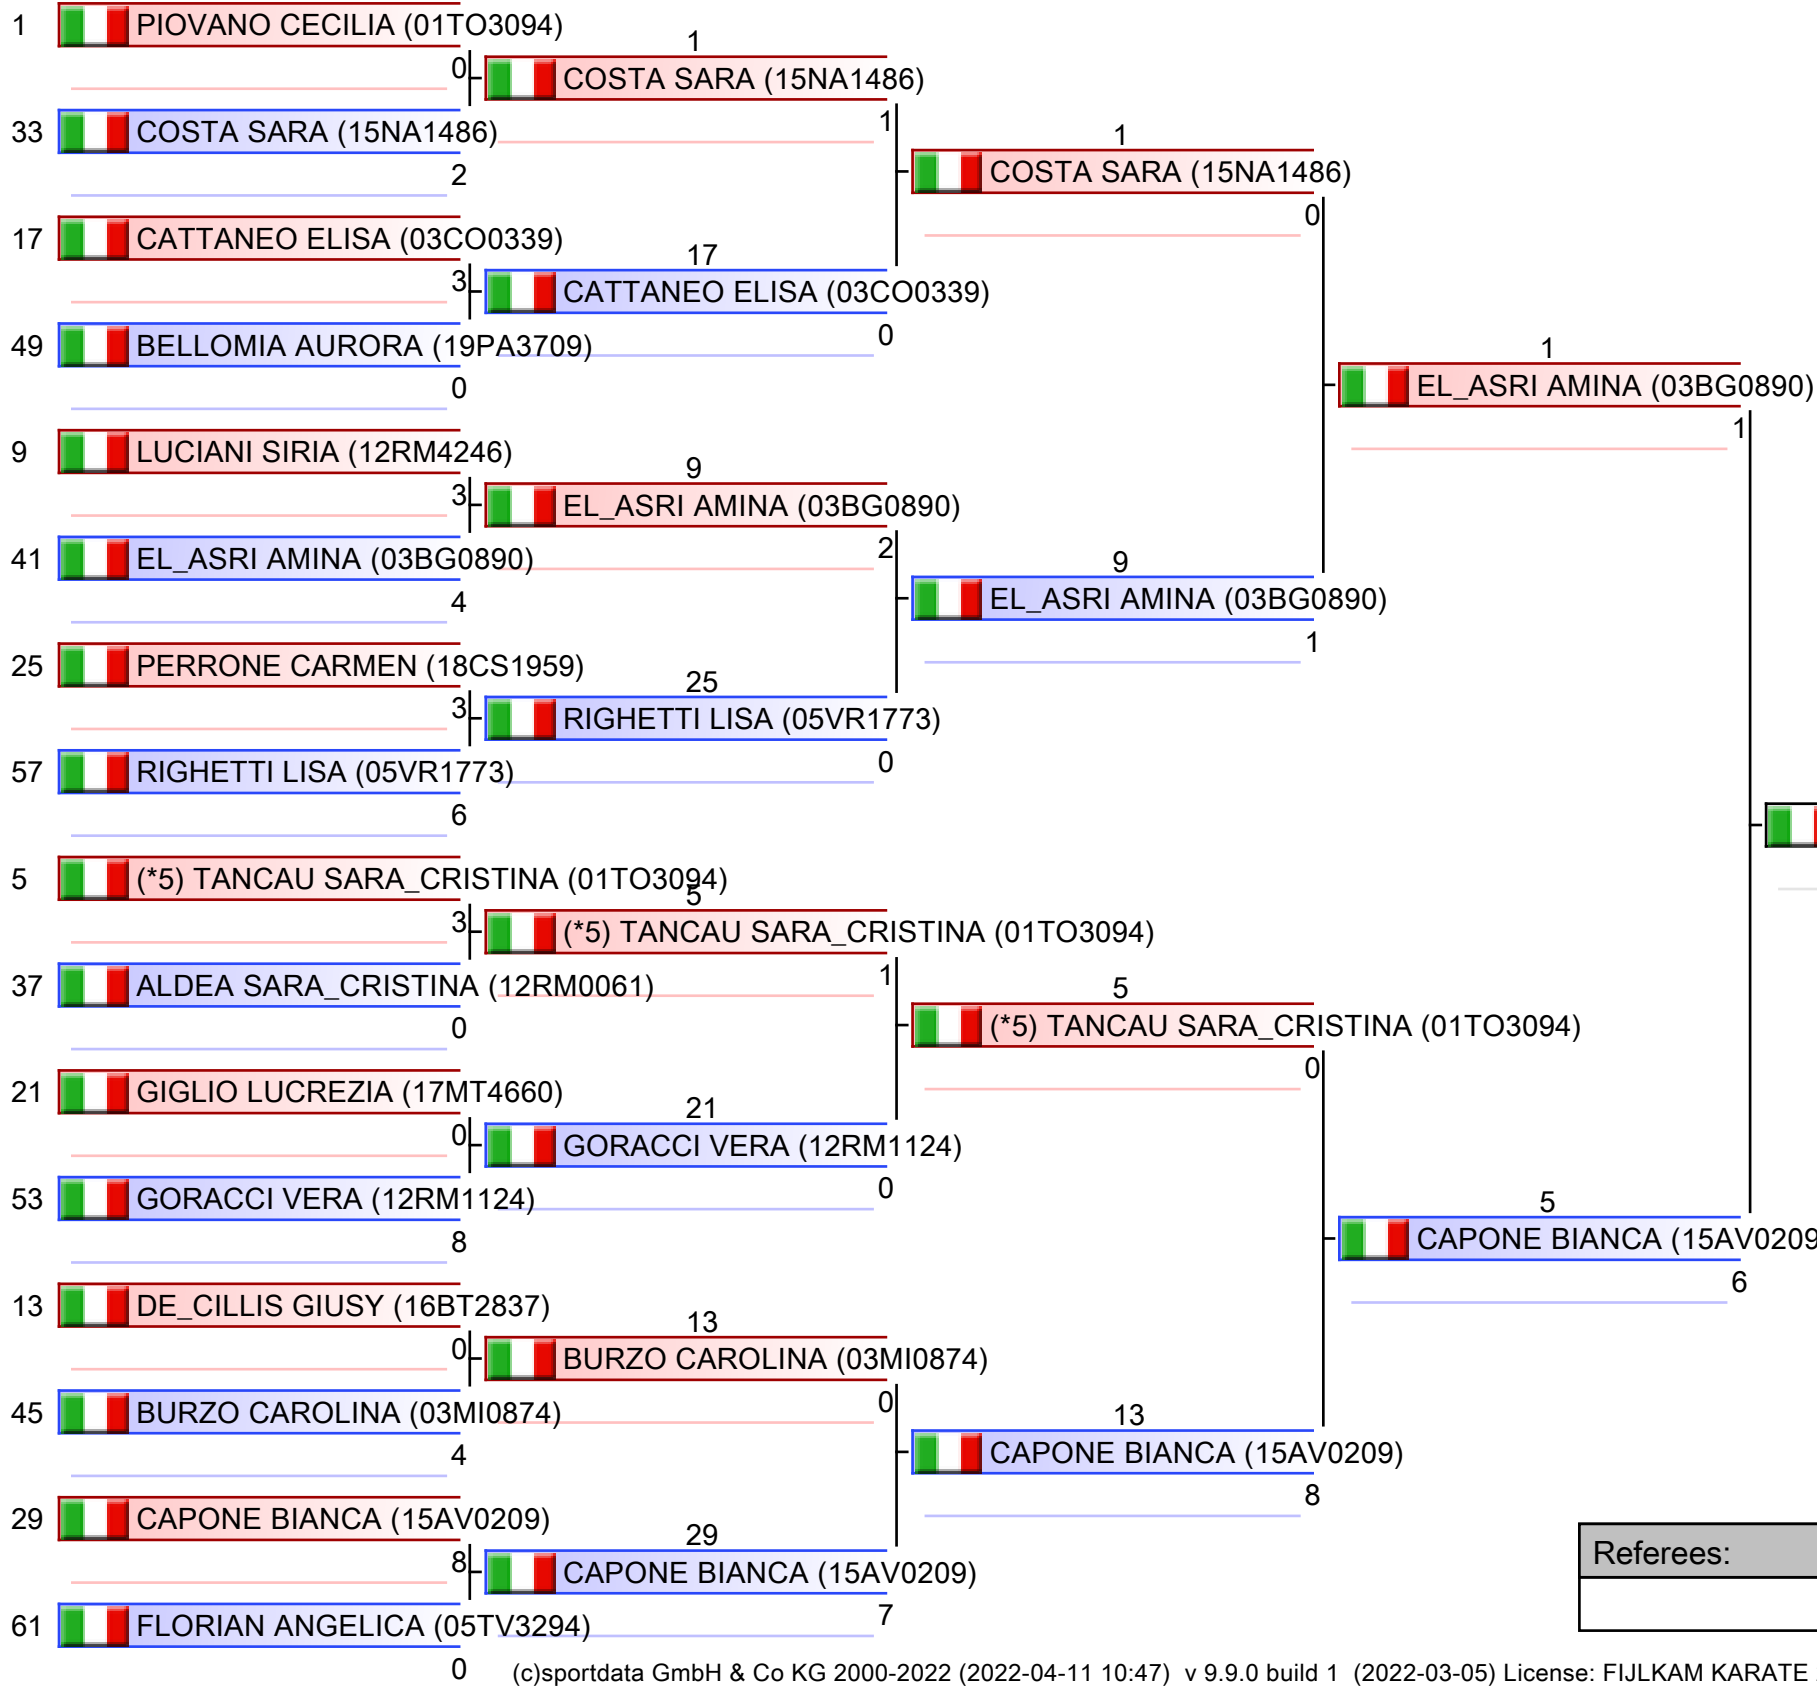 1 PIOVANO CECILIA (01TO3094)
0
33 COSTA SARA (15NA1486)
2
17 CATTANEO ELISA (03CO0339)
3
49 BELLOMIA AURORA (19PA3709)
0
9 LUCIANI SIRIA (12RM4246)
3
41 EL_ASRI AMINA (03BG0890)
4
25 PERRONE CARMEN (18CS1959)
3
57 RIGHETTI LISA (05VR1773)
6
5 (*5) TANCAU SARA_CRISTINA (01TO3094)
3
37 ALDEA SARA_CRISTINA (12RM0061)
0
21 GIGLIO LUCREZIA (17MT4660)
0
53 GORACCI VERA (12RM1124)
8
13 DE_CILLIS GIUSY (16BT2837)
0
45 BURZO CAROLINA (03MI0874)
4
29 CAPONE BIANCA (15AV0209)
8
61 FLORIAN ANGELICA (05TV3294)
0
1
COSTA SARA (15NA1486)
1
17
CATTANEO ELISA (03CO0339)
0
9
EL_ASRI AMINA (03BG0890)
2
25
RIGHETTI LISA (05VR1773)
0
5
(*5) TANCAU SARA_CRISTINA (01TO3094)
1
21
GORACCI VERA (12RM1124)
0
13
BURZO CAROLINA (03MI0874)
0
29
CAPONE BIANCA (15AV0209)
7
1
COSTA SARA (15NA1486)
0
9
EL_ASRI AMINA (03BG0890)
1
5
(*5) TANCAU SARA_CRISTINA (01TO3094)
0
13
CAPONE BIANCA (15AV0209)
8
1
EL_ASRI AMINA (03BG0890)
1
5
CAPONE BIANCA (15AV0209
6
Referees:
(c)sportdata GmbH & Co KG 2000-2022 (2022-04-11 10:47) v 9.9.0 build 1 (2022-03-05) License: FIJLKAM KARATE